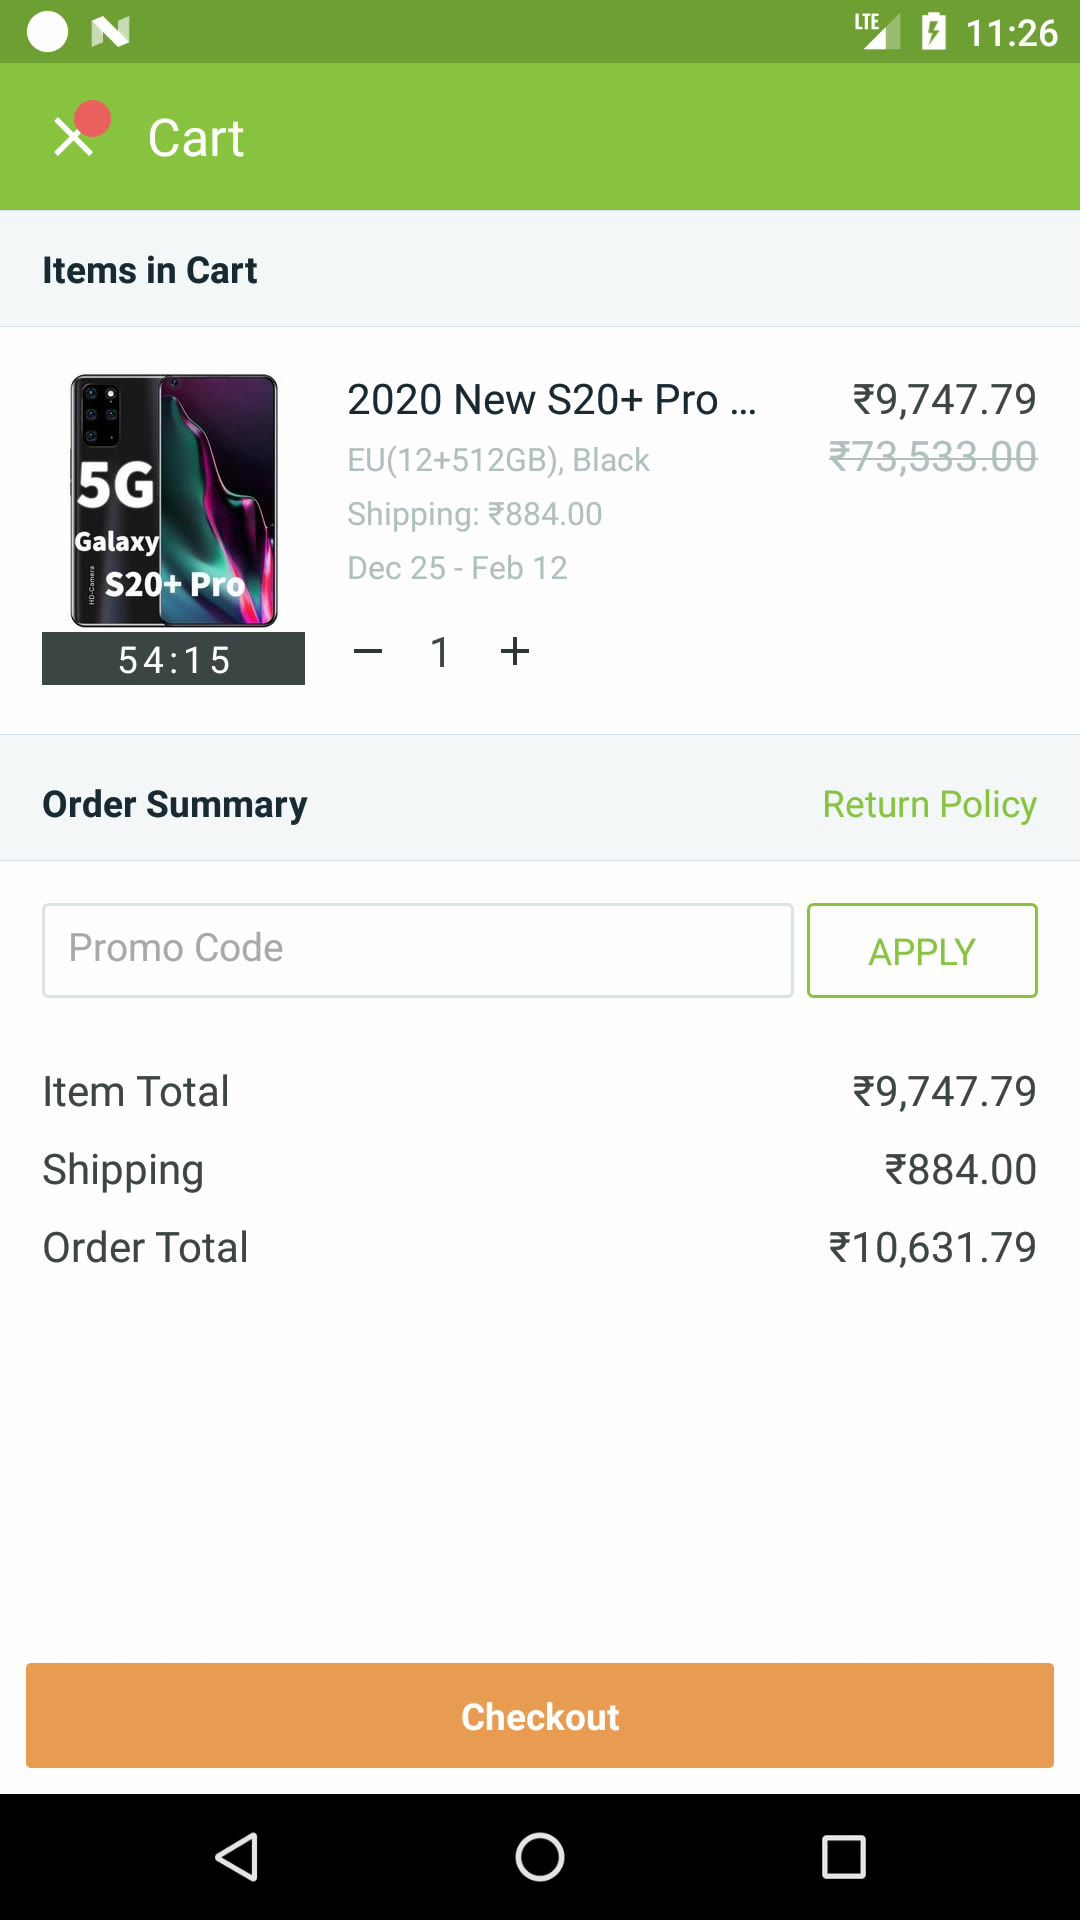 LTE 11:26
Cart
Items in Cart
2020 New S20+ Pro ... ₹9,747.79
₹73,533.00
EU(12+512GB), Black
Shipping: ₹884.00
Dec 25 - Feb 12
5G
Galaxy
S20+ Pro
HD-Camera
54:15
1
Order Summary Return Policy
Promo Code APPLY
Item Total ₹9,747.79
Shipping ₹884.00
Order Total ₹10,631.79
Checkout